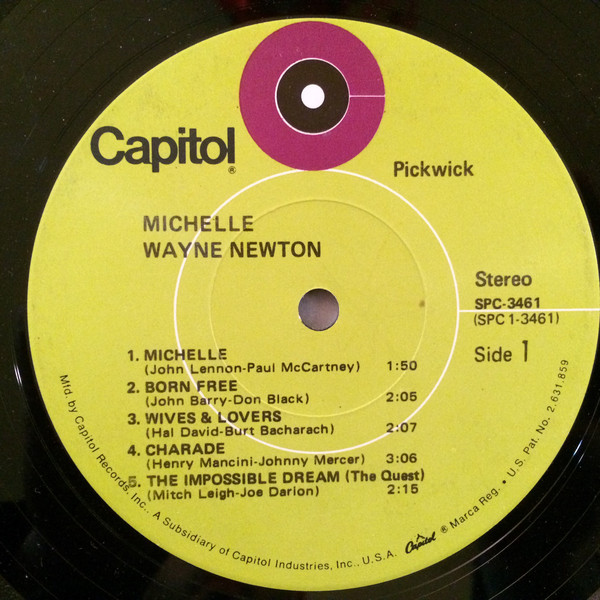 Capitol®
Pickwick
MICHELLE
WAYNE NEWTON
Stereo
SPC-3461
(SPC 1-3461)
Side 1
1. MICHELLE
(John Lennon-Paul McCartney) 1:50
2. BORN FREE
(John Barry-Don Black) 2:05
3. WIVES & LOVERS
(Hal David-Burt Bacharach) 2:07
4. CHARADE
(Henry Mancini-Johnny Mercer) 3:06
5. THE IMPOSSIBLE DREAM (The Quest)
(Mitch Leigh-Joe Darion) 2:15
Mfd. by Capitol Records, Inc., A Subsidiary of Capitol Industries, Inc., U.S.A. Capitol ® Marca Reg. • U.S. Pat. No. 2,631,859